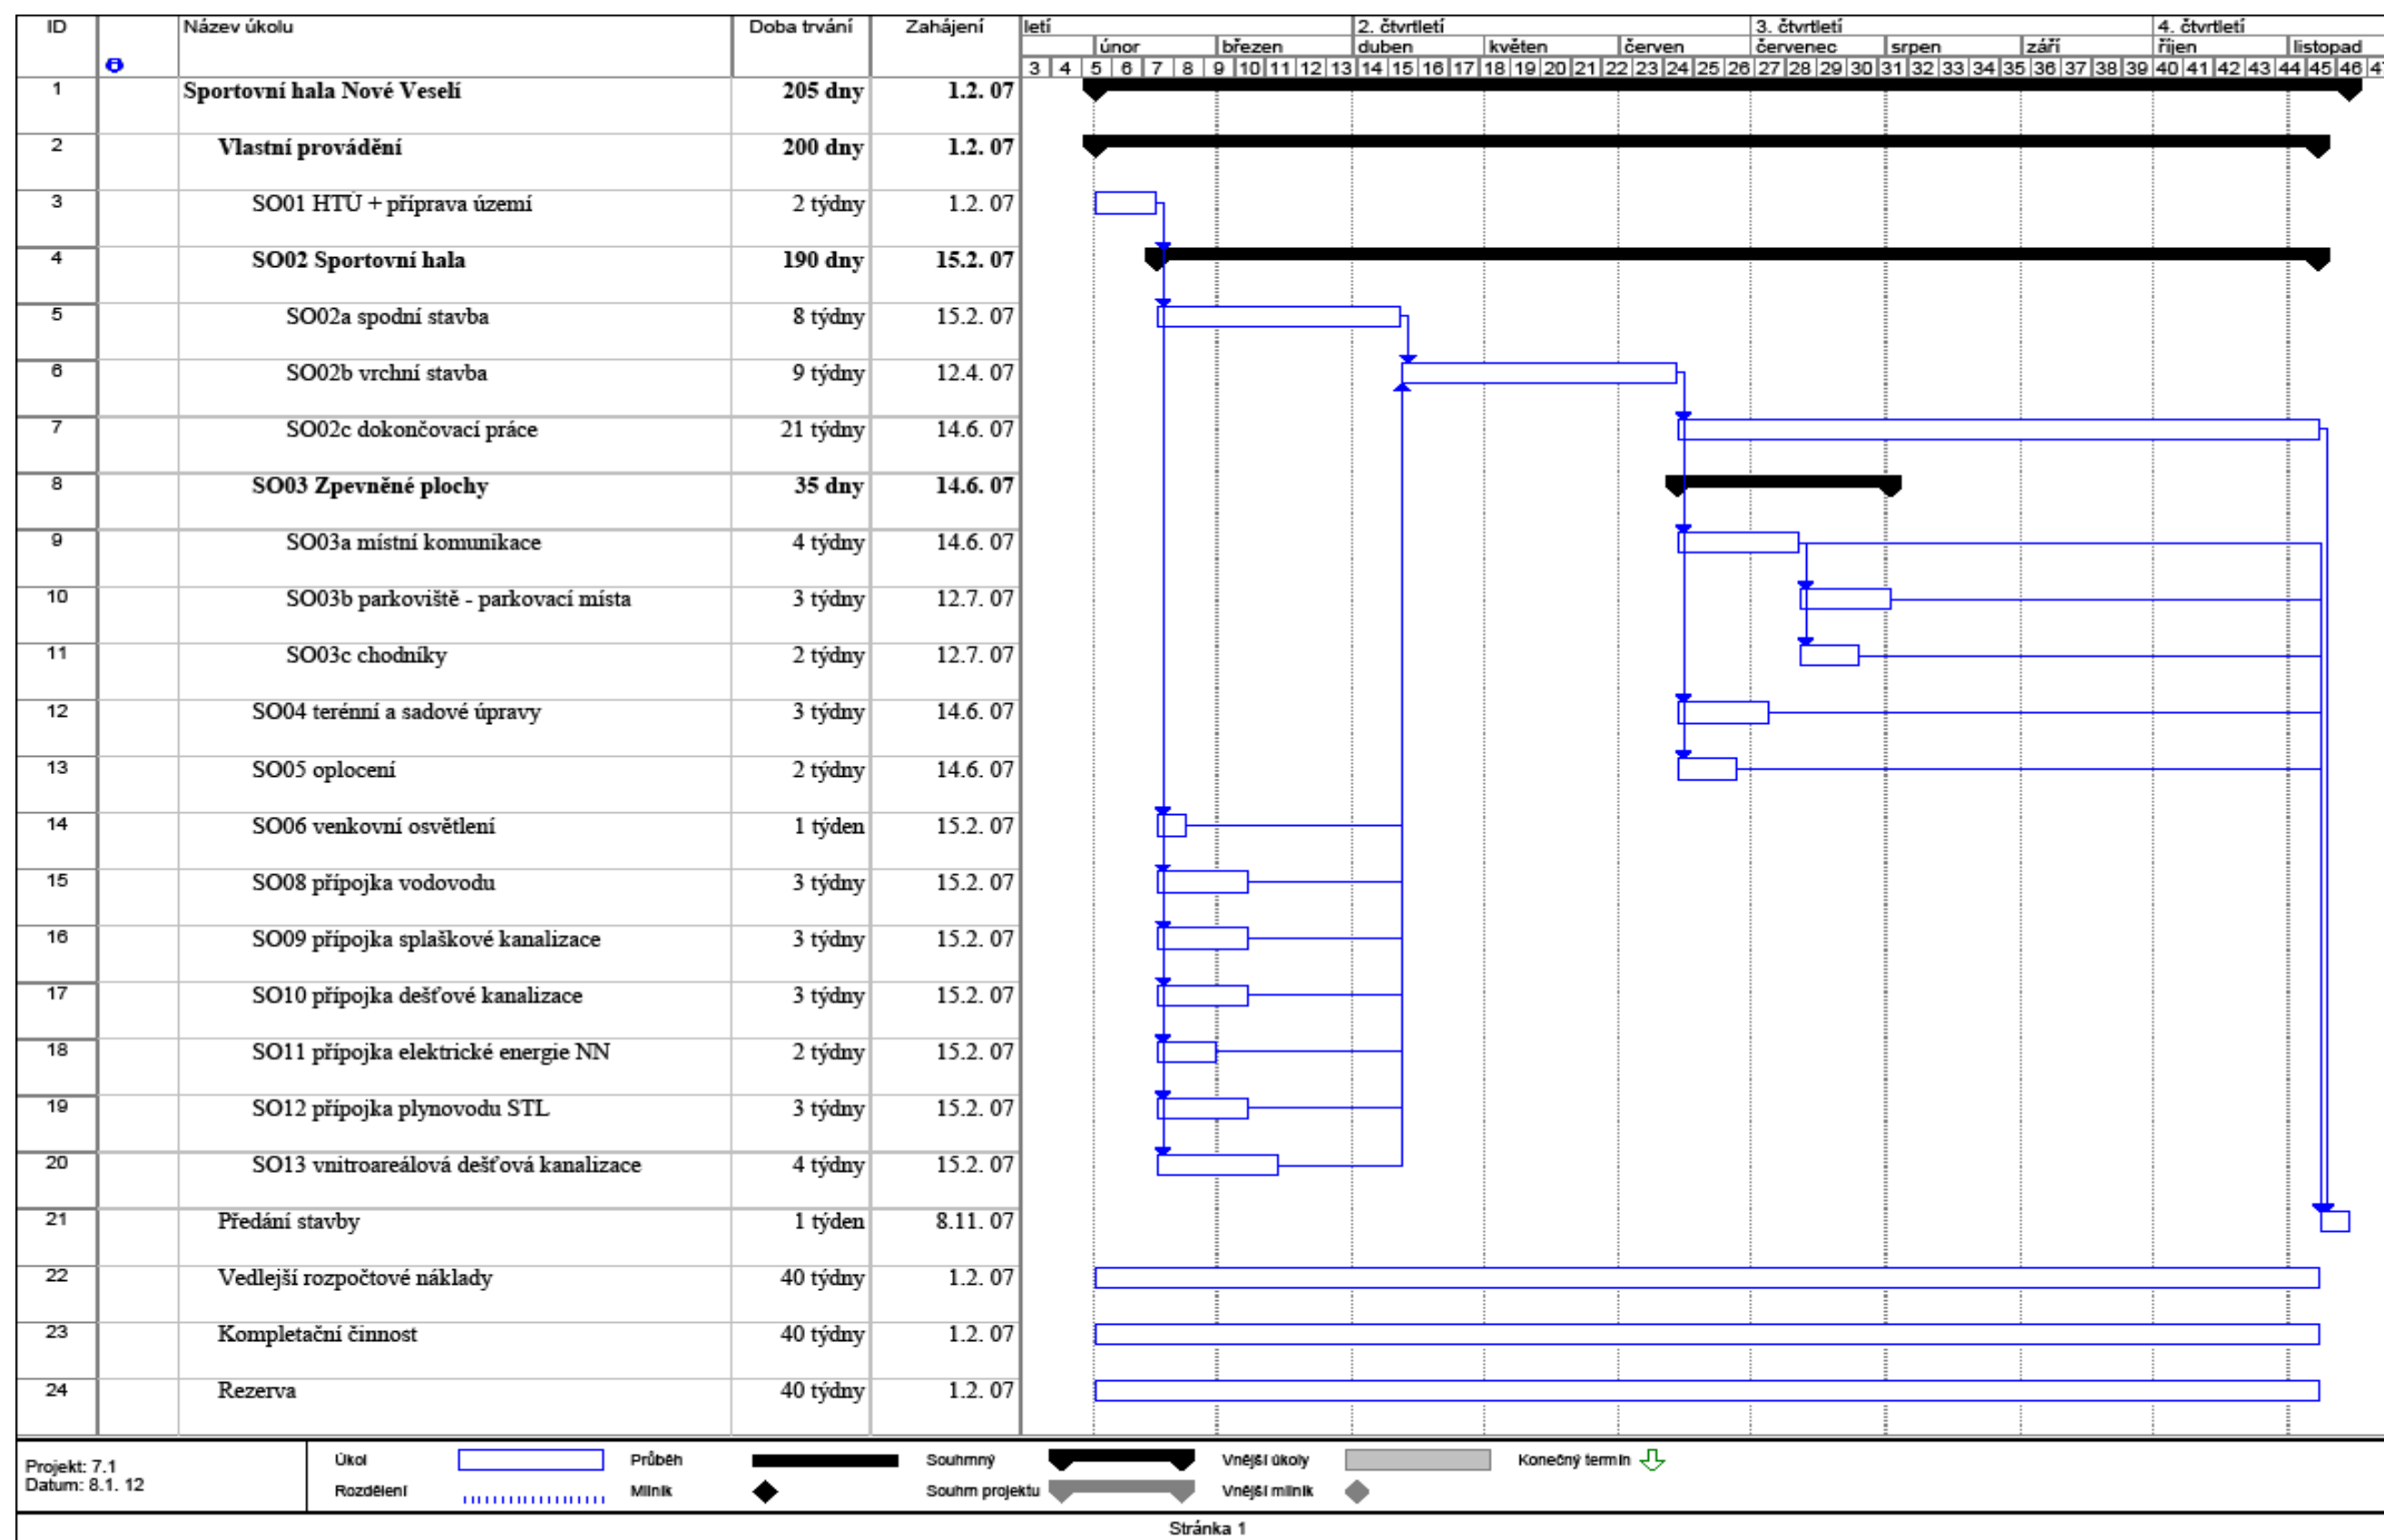 ID Název úkolu Doba trvání Zahájení letí 2. čtvrtletí 3. čtvrtletí 4. čtvrtletí
únor březen duben květen červen červenec srpen září říjen listopad
3 4 5 6 7 8 9 10 11 12 13 14 15 16 17 18 19 20 21 22 23 24 25 26 27 28 29 30 31 32 33 34 35 36 37 38 39 40 41 42 43 44 45 46
1 Sportovní hala Nové Veselí 205 dny 1.2. 07
2 Vlastní provádění 200 dny 1.2. 07
3 SO01 HTÚ + příprava území 2 týdny 1.2. 07
4 SO02 Sportovní hala 190 dny 15.2. 07
5 SO02a spodní stavba 8 týdny 15.2. 07
6 SO02b vrchní stavba 9 týdny 12.4. 07
7 SO02c dokončovací práce 21 týdny 14.6. 07
8 SO03 Zpevněné plochy 35 dny 14.6. 07
9 SO03a místní komunikace 4 týdny 14.6. 07
10 SO03b parkoviště - parkovací místa 3 týdny 12.7. 07
11 SO03c chodníky 2 týdny 12.7. 07
12 SO04 terénní a sadové úpravy 3 týdny 14.6. 07
13 SO05 oplocení 2 týdny 14.6. 07
14 SO06 venkovní osvětlení 1 týden 15.2. 07
15 SO08 přípojka vodovodu 3 týdny 15.2. 07
16 SO09 přípojka splaškové kanalizace 3 týdny 15.2. 07
17 SO10 přípojka dešťové kanalizace 3 týdny 15.2. 07
18 SO11 přípojka elektrické energie NN 2 týdny 15.2. 07
19 SO12 přípojka plynovodu STL 3 týdny 15.2. 07
20 SO13 vnitroareálová dešťová kanalizace 4 týdny 15.2. 07
21 Předání stavby 1 týden 8.11. 07
22 Vedlejší rozpočtové náklady 40 týdny 1.2. 07
23 Kompletační činnost 40 týdny 1.2. 07
24 Rezerva 40 týdny 1.2. 07
Projekt: 7.1
Datum: 8.1. 12
Úkol Průběh Souhrnný Vnější úkoly Konečný termín
Rozdělení Milník Souhrn projektu Vnější milník
Stránka 1